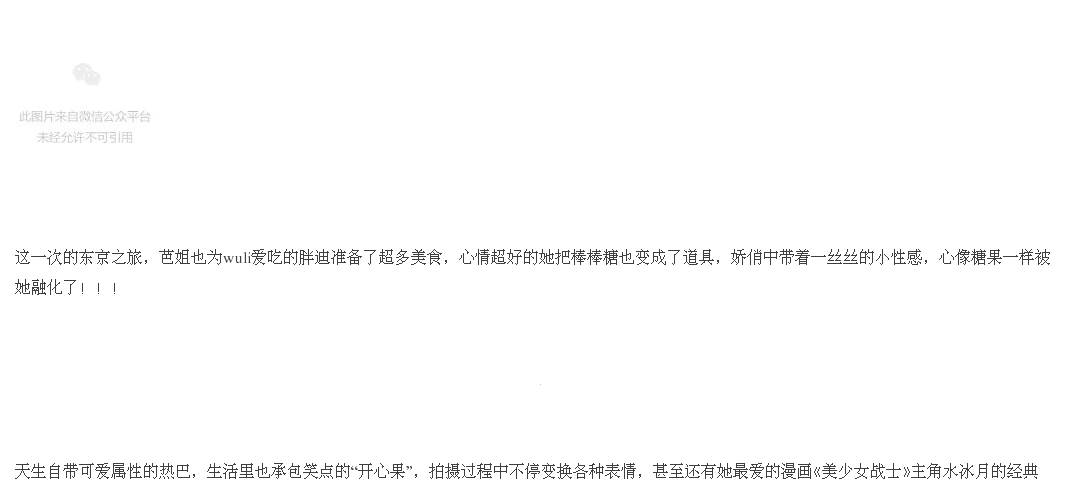 此图片来自微信公众平台
未经允许不可引用
这一次的东京之旅，芭姐也为wuli爱吃的胖迪准备了超多美食，心情超好的她把棒棒糖也变成了道具，娇俏中带着一丝丝的小性感，心像糖果一样被
她融化了！！！
天生自带可爱属性的热巴，生活里也承包笑点的“开心果”，拍摄过程中不停变换各种表情，甚至还有她最爱的漫画《美少女战士》主角水冰月的经典